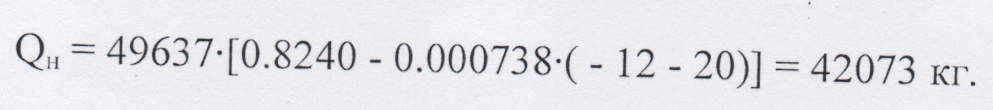 Qн = 49637·[0.8240 - 0.000738·( - 12 - 20)] = 42073 кг.